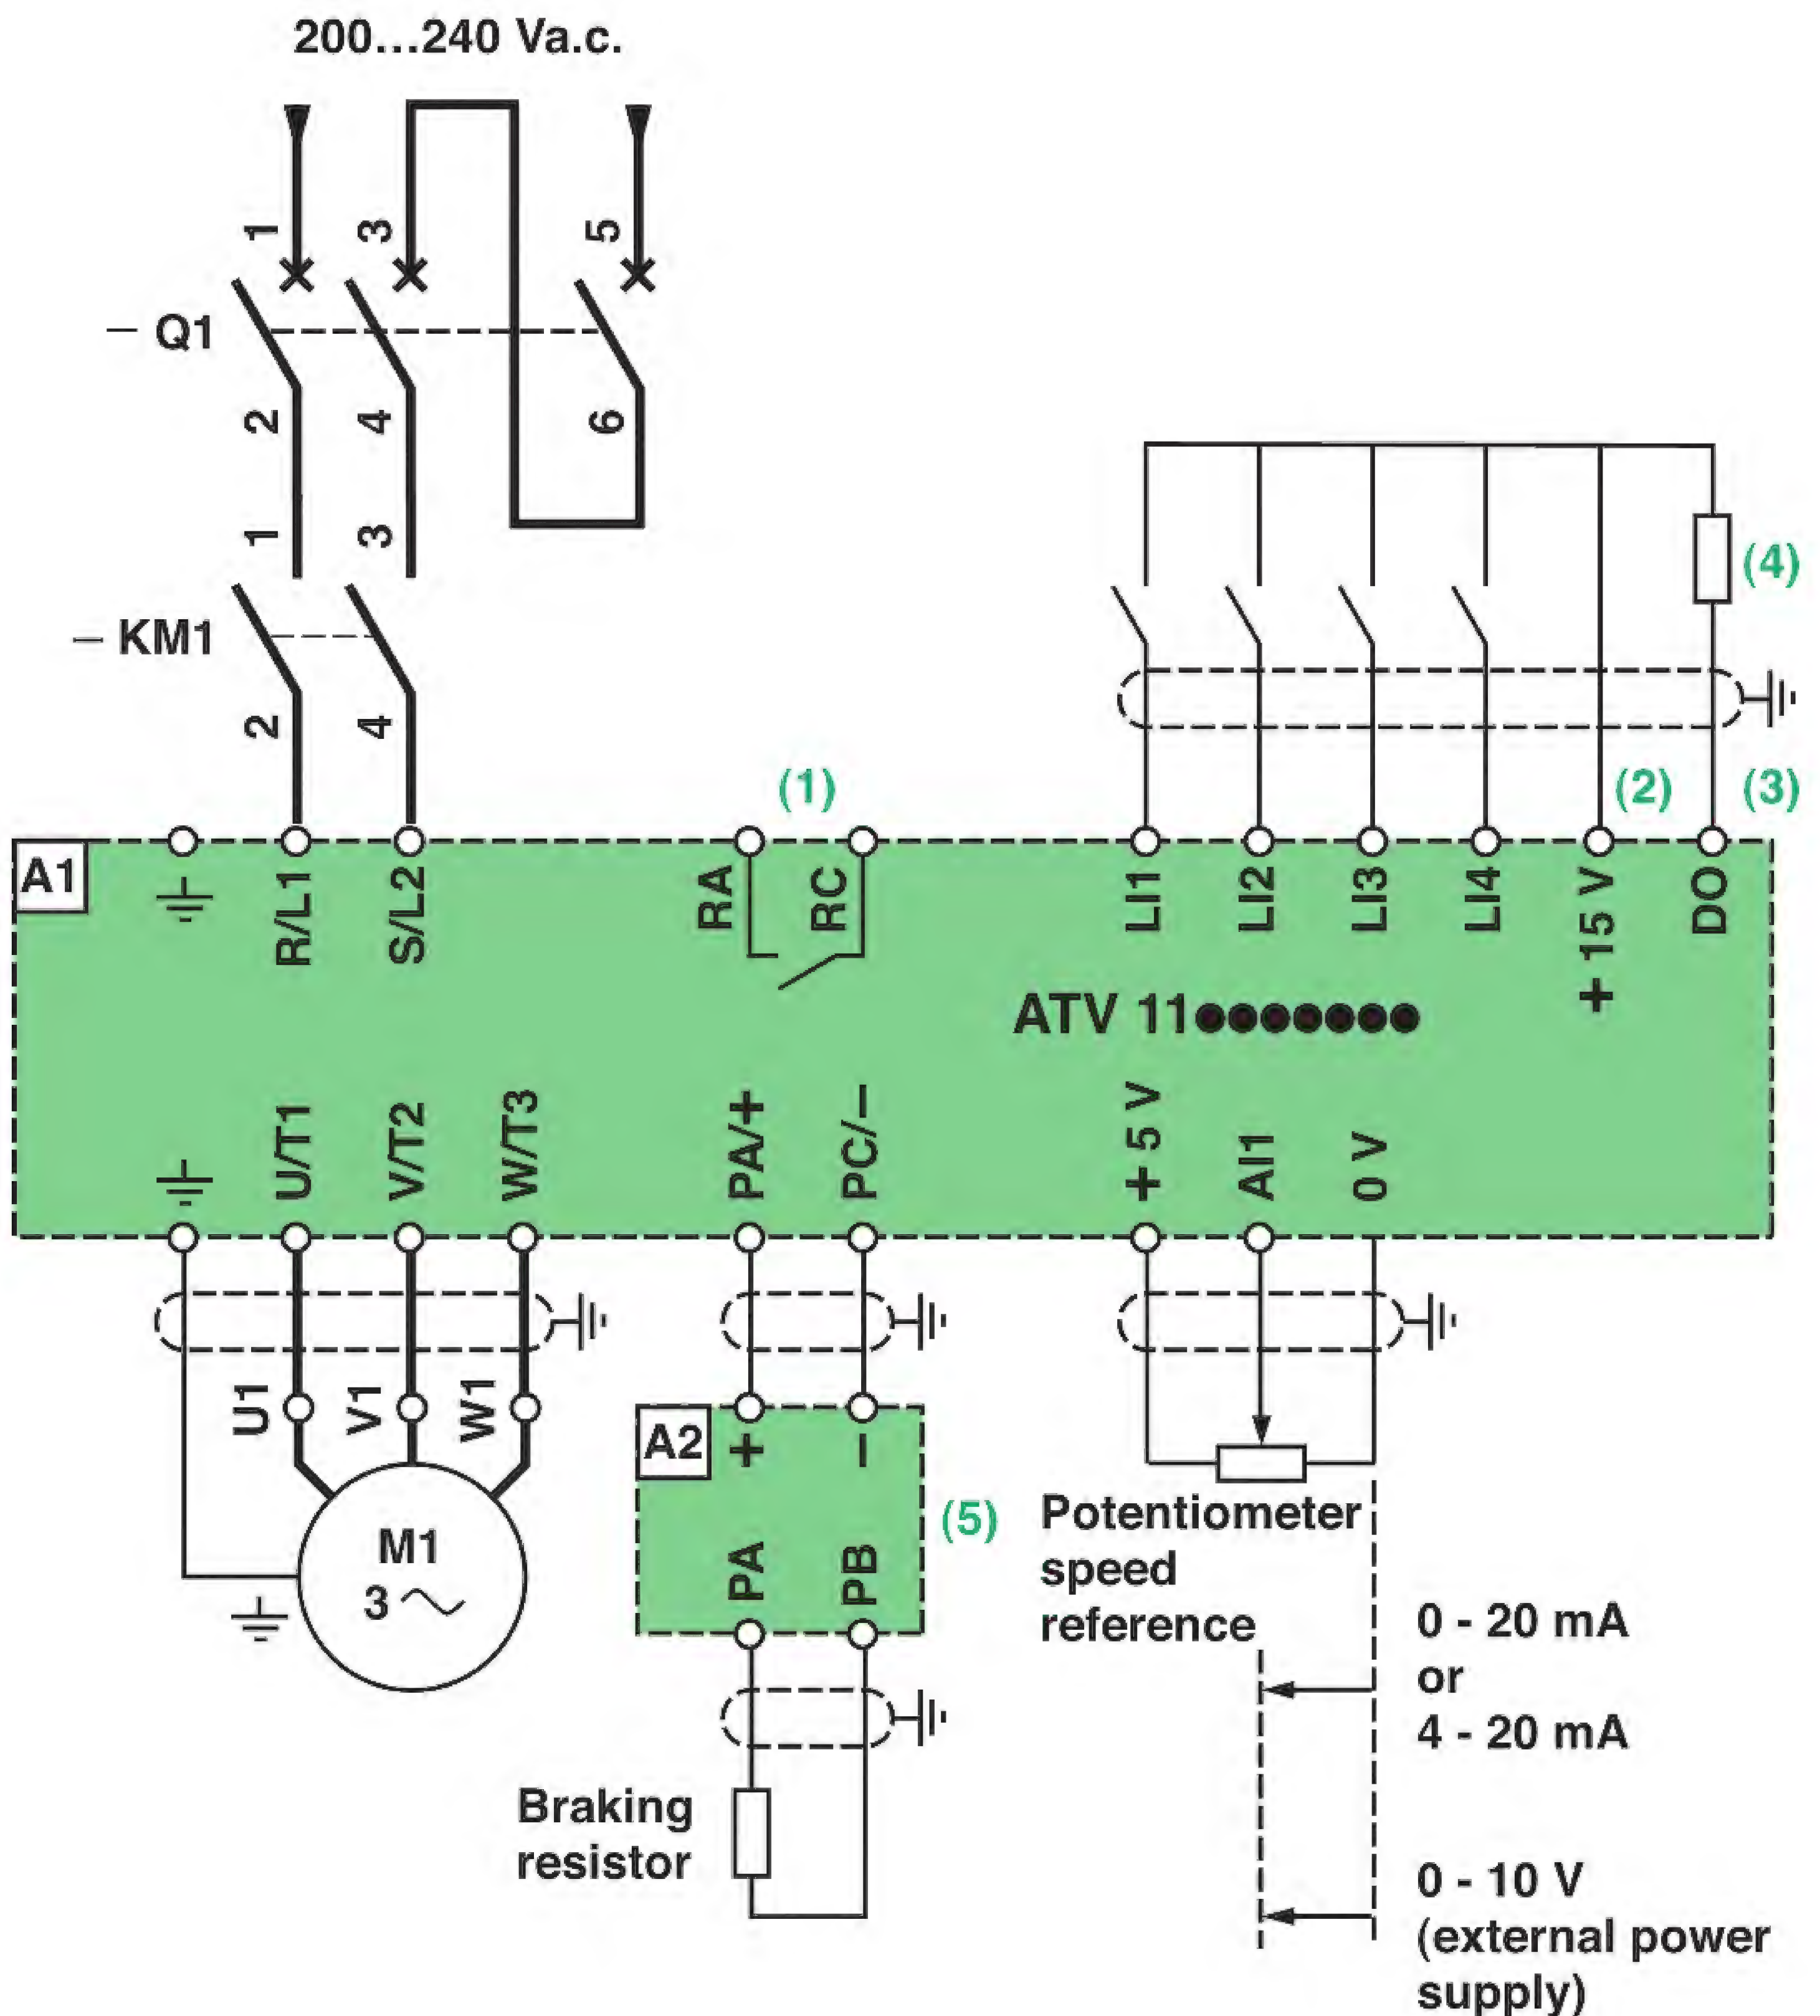 200...240 Va.c.
1 3 5
– Q1
2 4 6
1 3
– KM1
2 4
(4)
(1) (2) (3)
A1
R/L1 S/L2 RA RC LI1 LI2 LI3 LI4 + 15 V DO
ATV 11●●●●●●●
U/T1 V/T2 W/T3 PA/+ PC/– + 5 V AI1 0 V
U1 V1 W1
A2 + –
(5)
M1
3
PA PB
Potentiometer
speed
reference
0 - 20 mA
or
4 - 20 mA
Braking
resistor
0 - 10 V
(external power
supply)